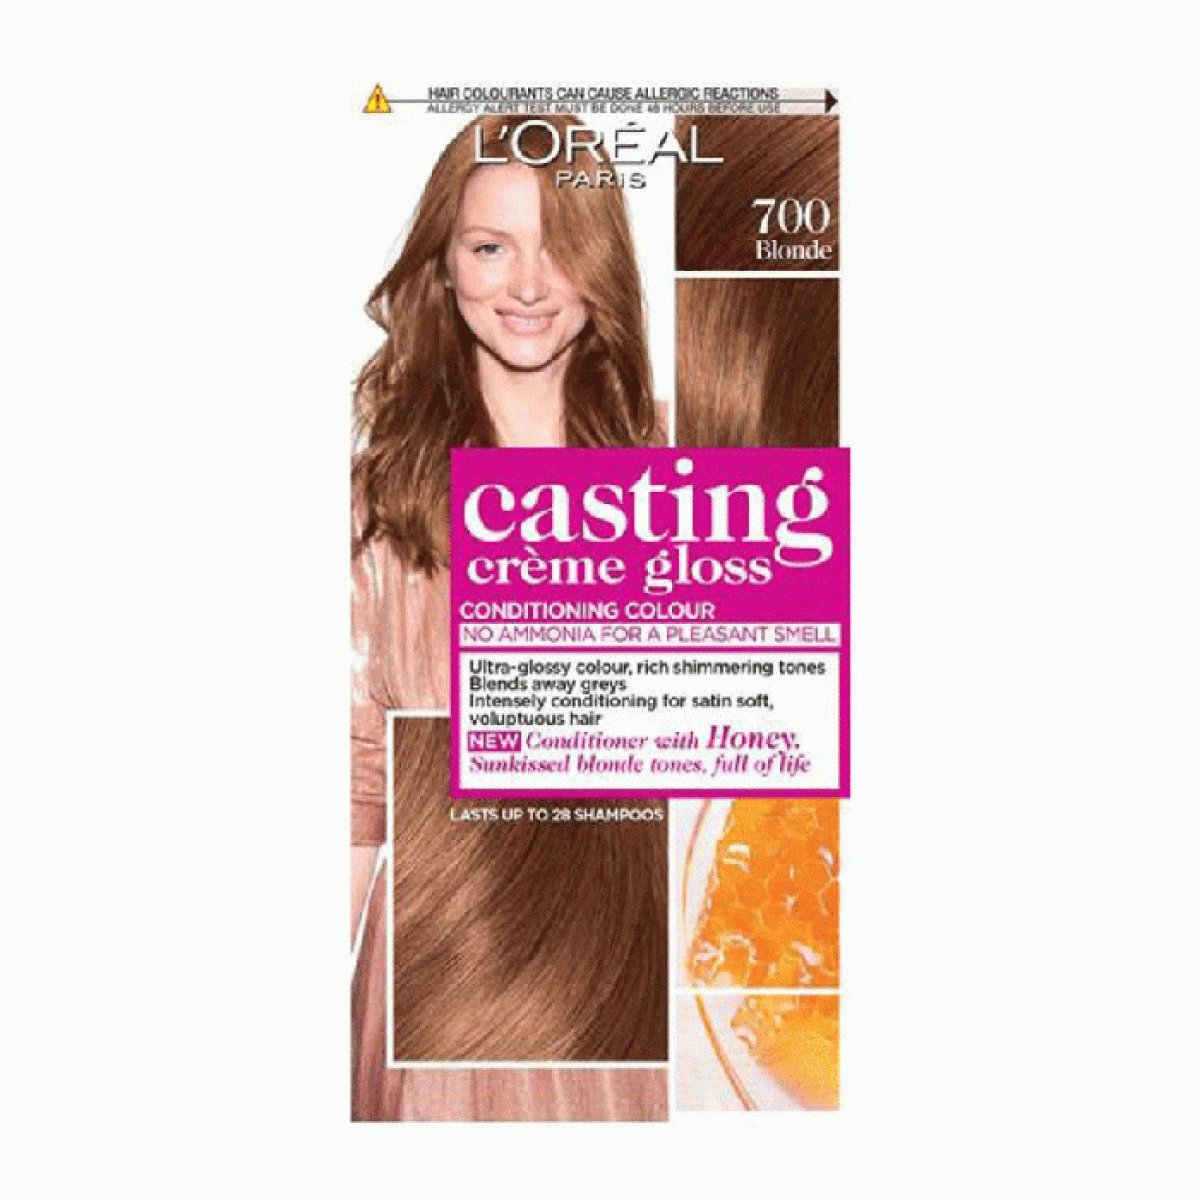 HAIR COLOURANTS CAN CAUSE ALLERGIC REACTIONS
ALLERGY ALERT TEST MUST BE DONE 48 HOURS BEFORE USE
L'ORÉAL
PARIS
700
Blonde
casting
crème gloss
CONDITIONING COLOUR
NO AMMONIA FOR A PLEASANT SMELL
Ultra-glossy colour, rich shimmering tones
Blends away greys
Intensely conditioning for satin soft,
voluptuous hair
NEW Conditioner with Honey.
Sunkissed blonde tones, full of life
LASTS UP TO 28 SHAMPOOS